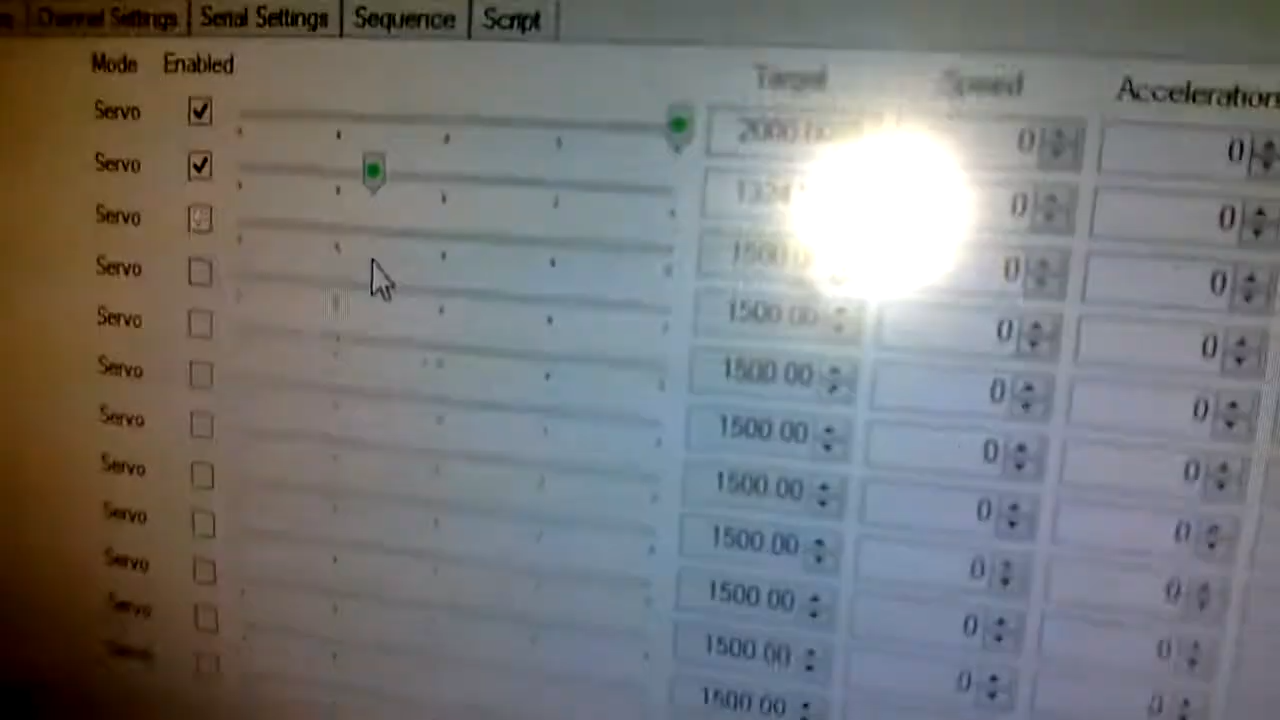 Channel Settings Serial Settings Sequence Script
Mode Enabled Target Speed Acceleration
Servo 0 0
Servo 0 0
Servo 0 0
Servo 1500.00 0 0
Servo 1500.00 0 0
Servo 1500.00 0 0
Servo 1500.00 0 0
Servo 1500.00 0 0
Servo 1500.00 0 0
Servo 1500.00 0 0
Servo 1500.00